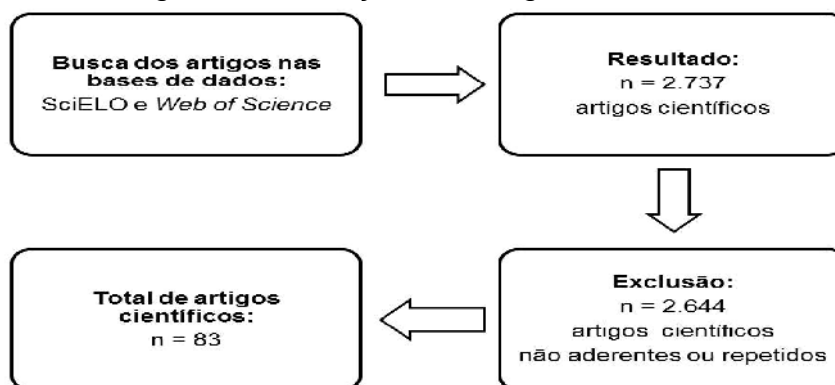 Busca dos artigos nas
bases de dados:
SciELO e Web of Science
Resultado:
n = 2.737
artigos científicos
Exclusão:
n = 2.644
artigos científicos
não aderentes ou repetidos
Total de artigos
científicos:
n = 83